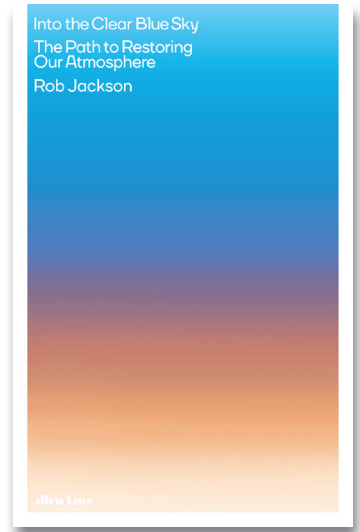 Into the Clear Blue Sky
The Path to Restoring
Our Atmosphere
Rob Jackson
allen lane